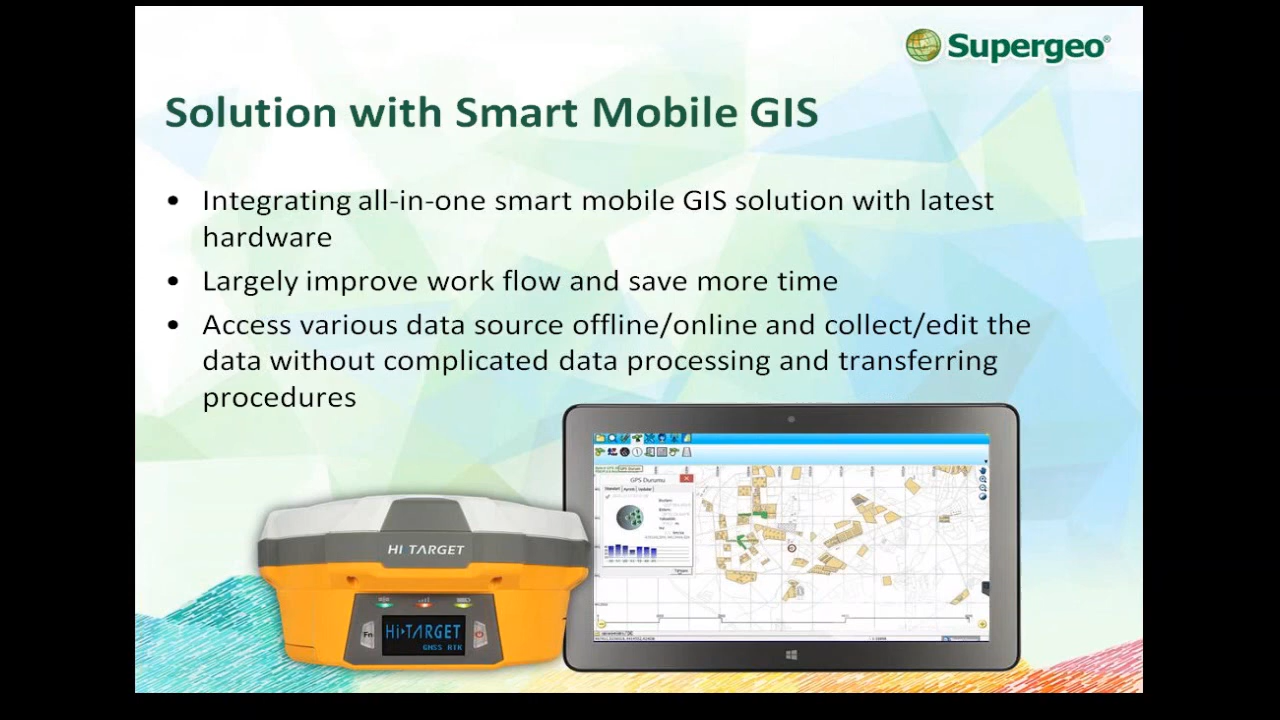 Supergeo®
Solution with Smart Mobile GIS
• Integrating all-in-one smart mobile GIS solution with latest
hardware
• Largely improve work flow and save more time
• Access various data source offline/online and collect/edit the
data without complicated data processing and transferring
procedures
GPS Durumu
HI TARGET
Fn
Hi-TARGET
GNSS RTK